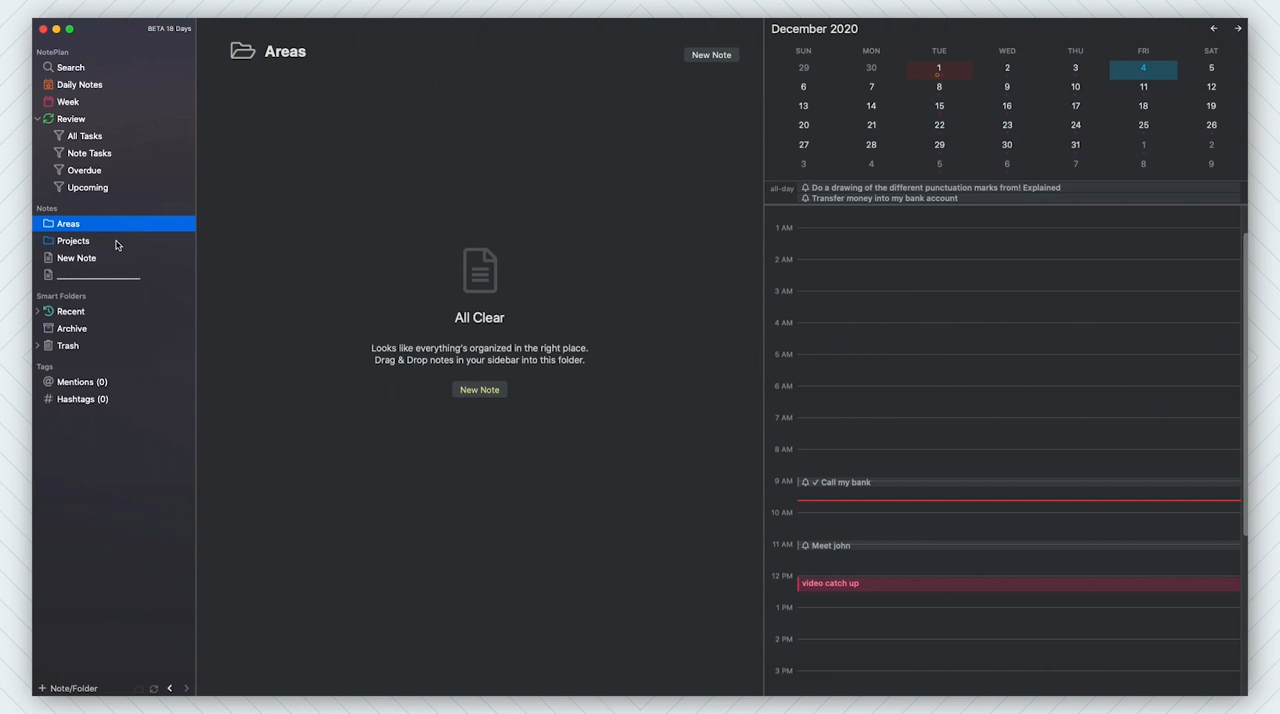 BETA 18 Days
NotePlan
Search
Daily Notes
Week
Review
All Tasks
Note Tasks
Overdue
Upcoming
Notes
Areas
Projects
New Note
Smart Folders
Recent
Archive
Trash
Tags
@ Mentions (0)
# Hashtags (0)
+ Note/Folder
Areas
New Note
All Clear
Looks like everything's organized in the right place.
Drag & Drop notes in your sidebar into this folder.
New Note
December 2020
SUN MON TUE WED THU FRI SAT
29 30 1 2 3 4 5
6 7 8 9 10 11 12
13 14 15 16 17 18 19
20 21 22 23 24 25 26
27 28 29 30 31 1 2
3 4 5 6 7 8 9
all-day Do a drawing of the different punctuation marks from! Explained
Transfer money into my bank account
1 AM
2 AM
3 AM
4 AM
5 AM
6 AM
7 AM
8 AM
9 AM ✓ Call my bank
10 AM
11 AM Meet john
12 PM video catch up
1 PM
2 PM
3 PM